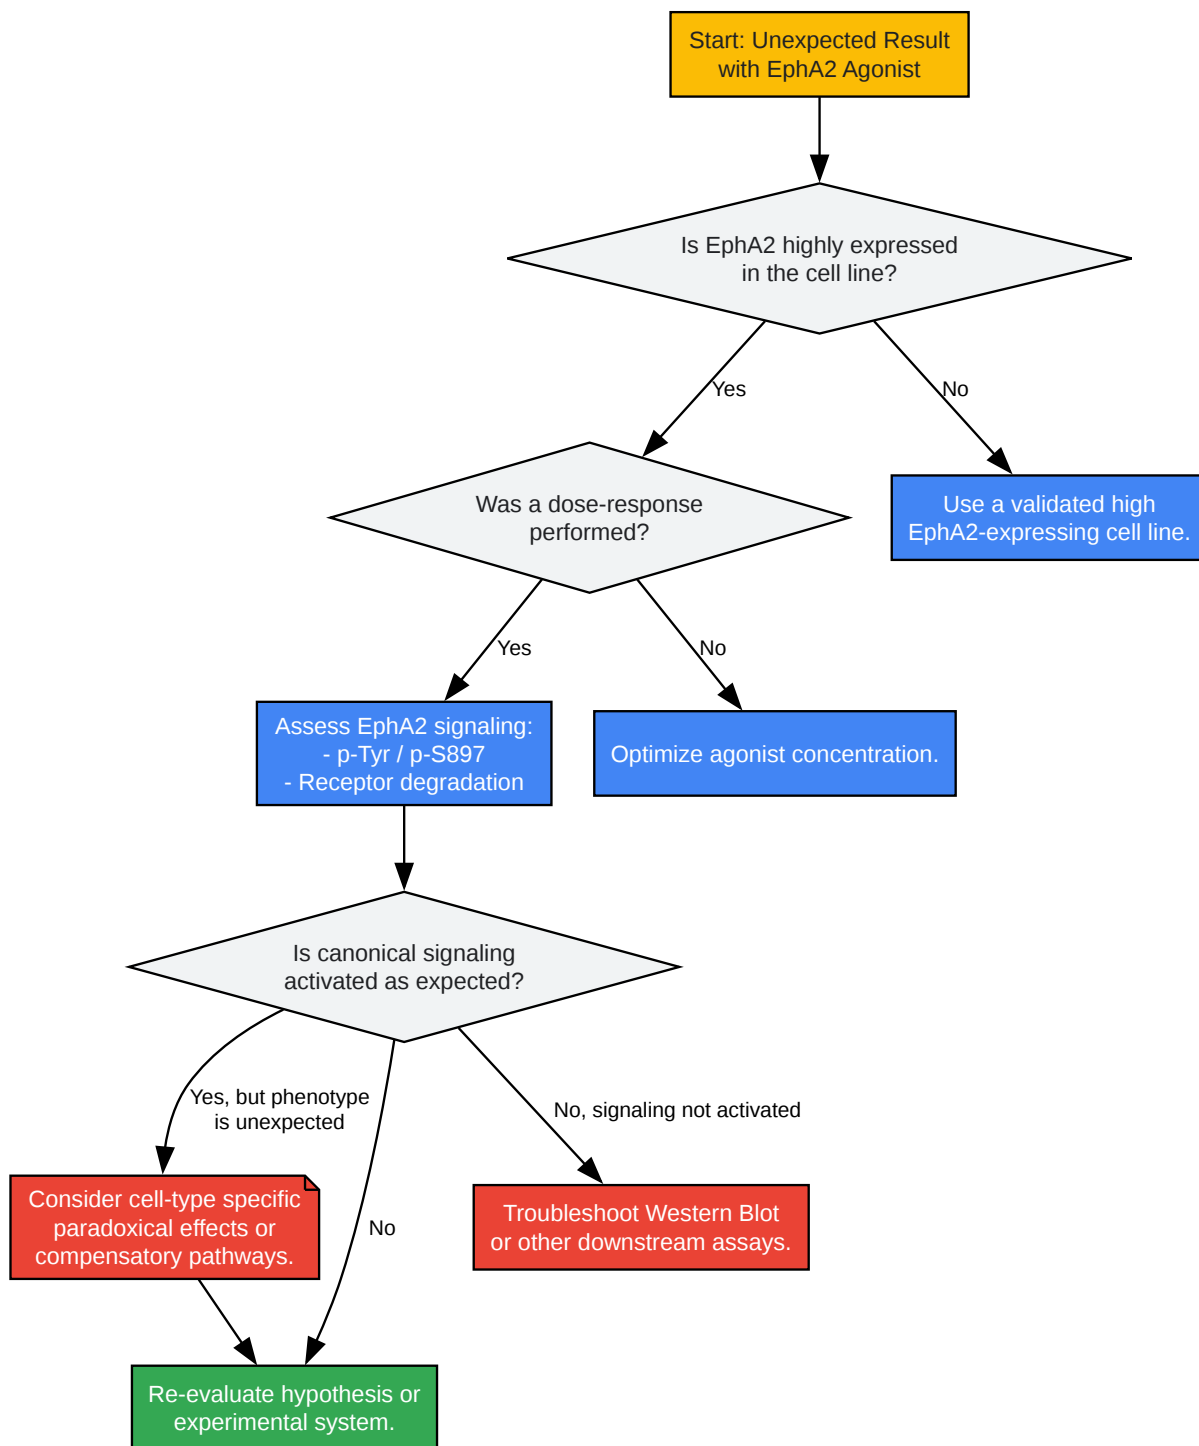 Start: Unexpected Result
with EphA2 Agonist
Is EphA2 highly expressed
in the cell line?
Yes
No
Was a dose-response
performed?
Use a validated high
EphA2-expressing cell line.
Yes
No
Assess EphA2 signaling:
- p-Tyr / p-S897
- Receptor degradation
Optimize agonist concentration.
Is canonical signaling
activated as expected?
Yes, but phenotype
is unexpected
No, signaling not activated
Consider cell-type specific
paradoxical effects or
compensatory pathways.
No
Troubleshoot Western Blot
or other downstream assays.
Re-evaluate hypothesis or
experimental system.